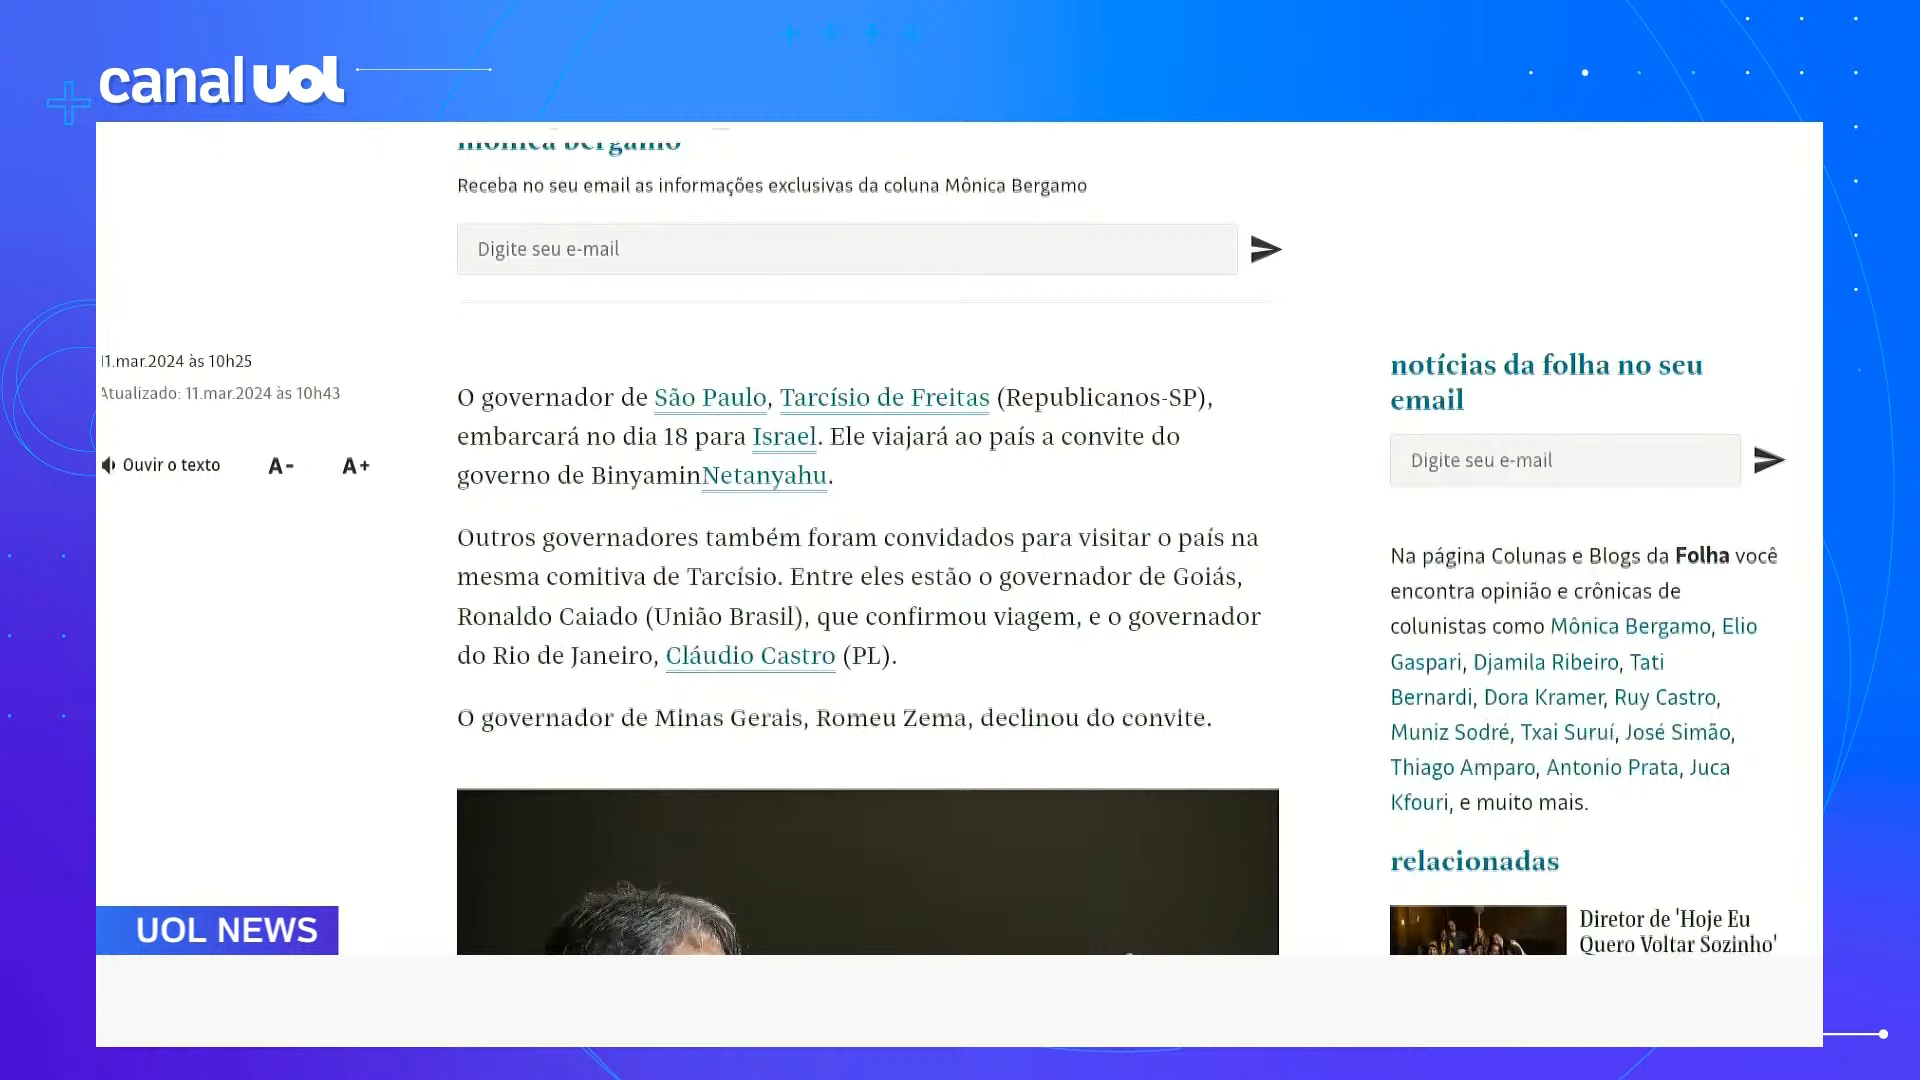 canal uol
mônica bergamo
Receba no seu email as informações exclusivas da coluna Mônica Bergamo
Digite seu e-mail
11.mar.2024 às 10h25
Atualizado: 11.mar.2024 às 10h43
Ouvir o texto A- A+
O governador de São Paulo, Tarcísio de Freitas (Republicanos-SP),
embarcará no dia 18 para Israel. Ele viajará ao país a convite do
governo de BinyaminNetanyahu.
Outros governadores também foram convidados para visitar o país na
mesma comitiva de Tarcísio. Entre eles estão o governador de Goiás,
Ronaldo Caiado (União Brasil), que confirmou viagem, e o governador
do Rio de Janeiro, Cláudio Castro (PL).
O governador de Minas Gerais, Romeu Zema, declinou do convite.
notícias da folha no seu
email
Digite seu e-mail
Na página Colunas e Blogs da Folha você
encontra opinião e crônicas de
colunistas como Mônica Bergamo, Elio
Gaspari, Djamila Ribeiro, Tati
Bernardi, Dora Kramer, Ruy Castro,
Muniz Sodré, Txai Suruí, José Simão,
Thiago Amparo, Antonio Prata, Juca
Kfouri, e muito mais.
relacionadas
Diretor de 'Hoje Eu
Quero Voltar Sozinho'
UOL NEWS